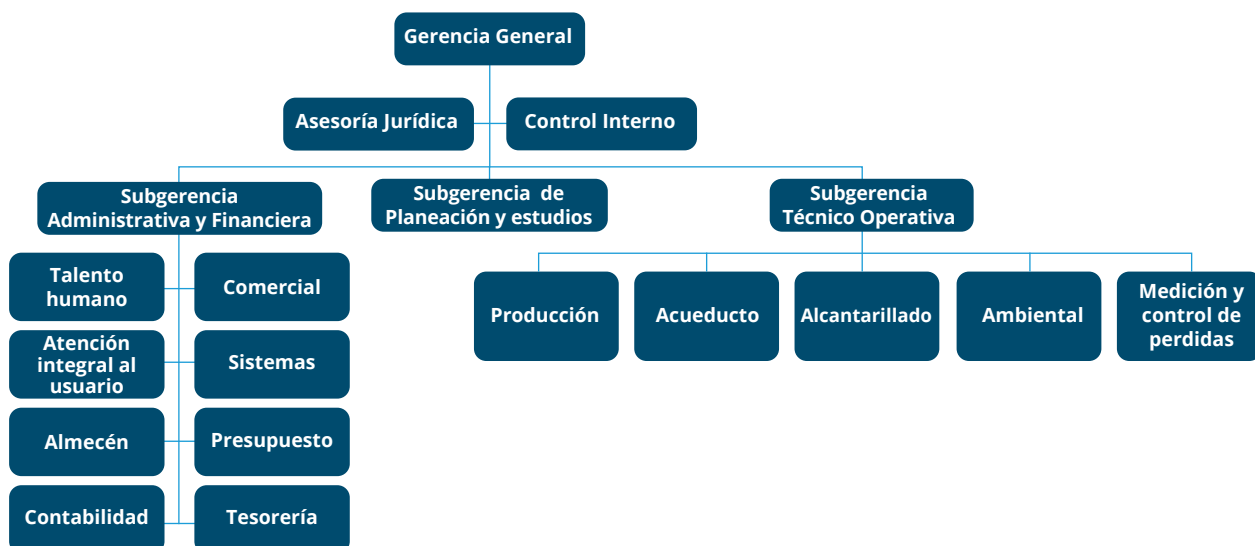 Gerencia General
Asesoría Jurídica
Control Interno
Subgerencia
Administrativa y Financiera
Subgerencia de
Planeación y estudios
Subgerencia
Técnico Operativa
Talento
humano
Comercial
Atención
integral al
usuario
Sistemas
Almecén
Presupuesto
Contabilidad
Tesorería
Producción
Acueducto
Alcantarillado
Ambiental
Medición y
control de
perdidas